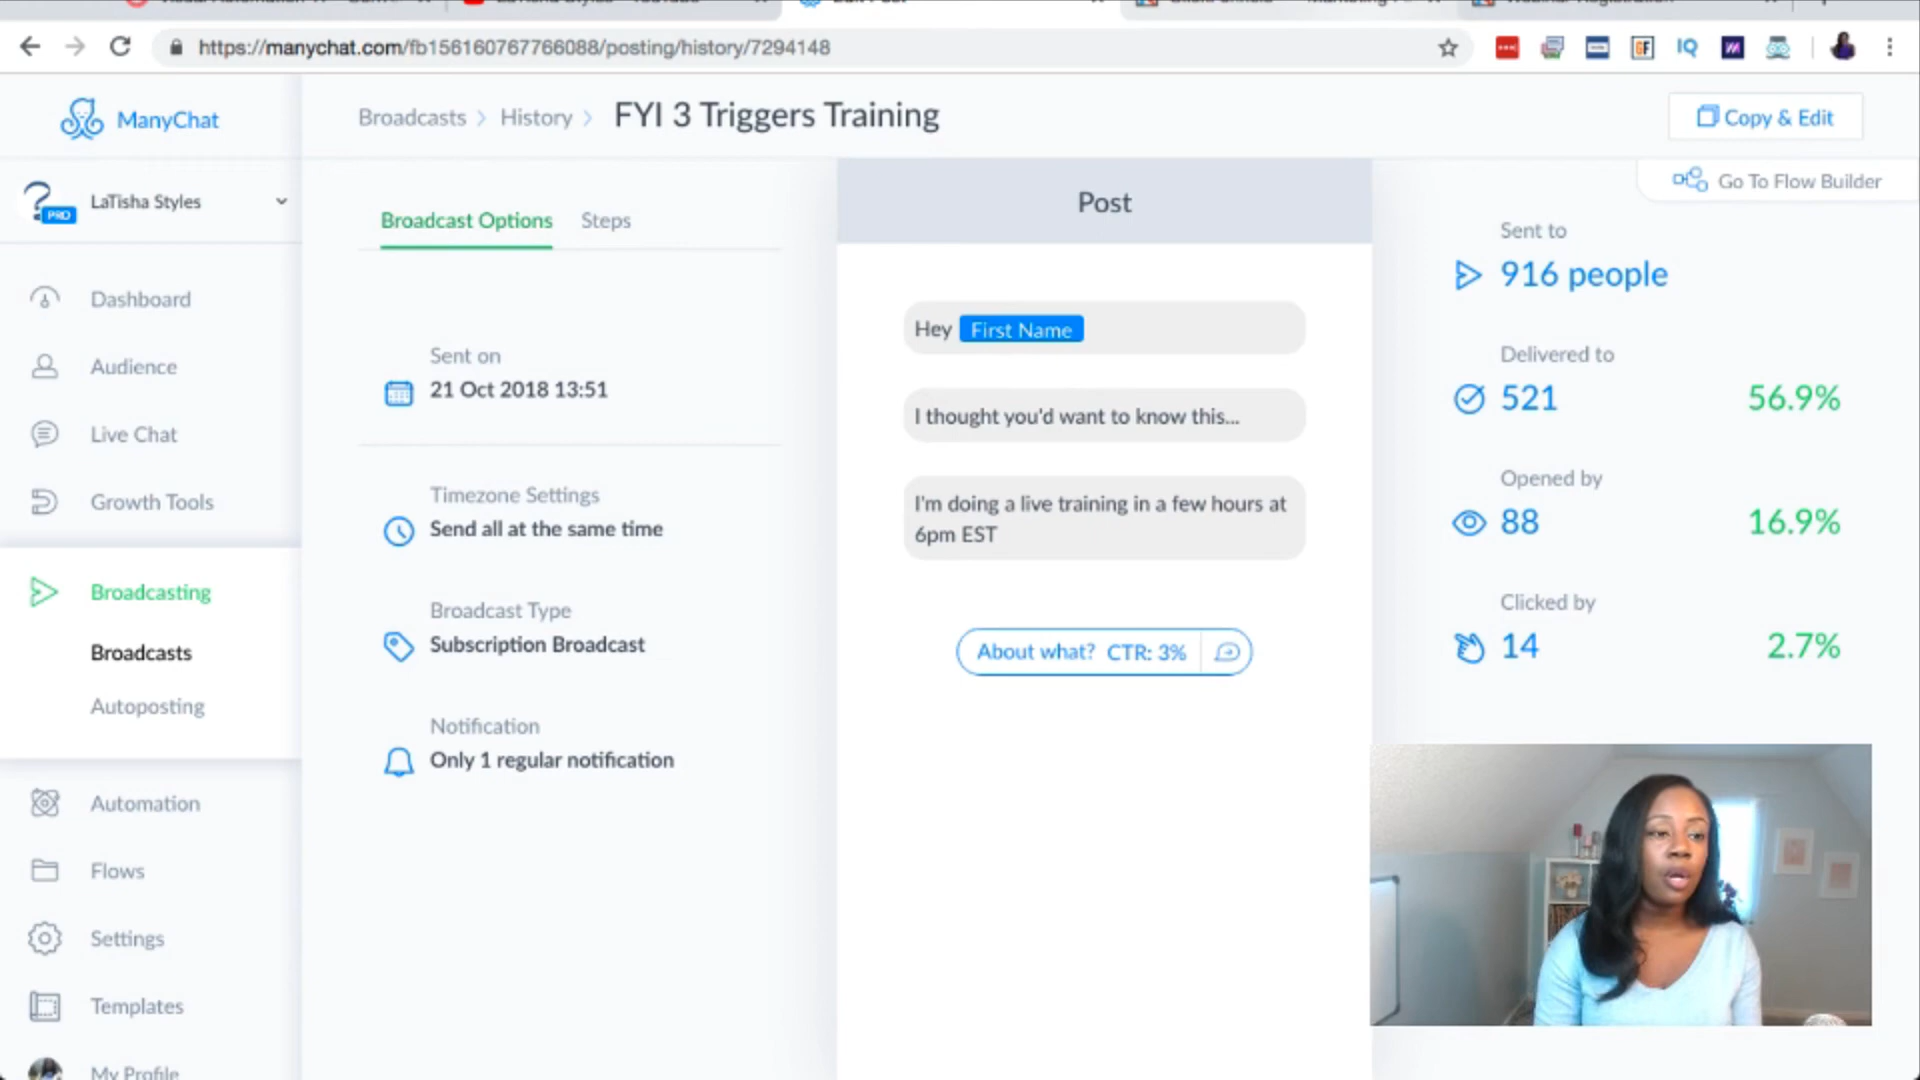 https://manychat.com/fb156160767766088/posting/history/7294148
GF
IQ
ManyChat
Broadcasts > History > FYI 3 Triggers Training
Copy & Edit
Go To Flow Builder
PRO
LaTisha Styles
Dashboard
Audience
Live Chat
Growth Tools
Broadcasting
Broadcasts
Autoposting
Automation
Flows
Settings
Templates
My Profile
Broadcast Options
Steps
Sent on
21 Oct 2018 13:51
Timezone Settings
Send all at the same time
Broadcast Type
Subscription Broadcast
Notification
Only 1 regular notification
Post
Hey First Name
I thought you'd want to know this...
I'm doing a live training in a few hours at
6pm EST
About what? CTR: 3%
Sent to
916 people
Delivered to
521 56.9%
Opened by
88 16.9%
Clicked by
14 2.7%